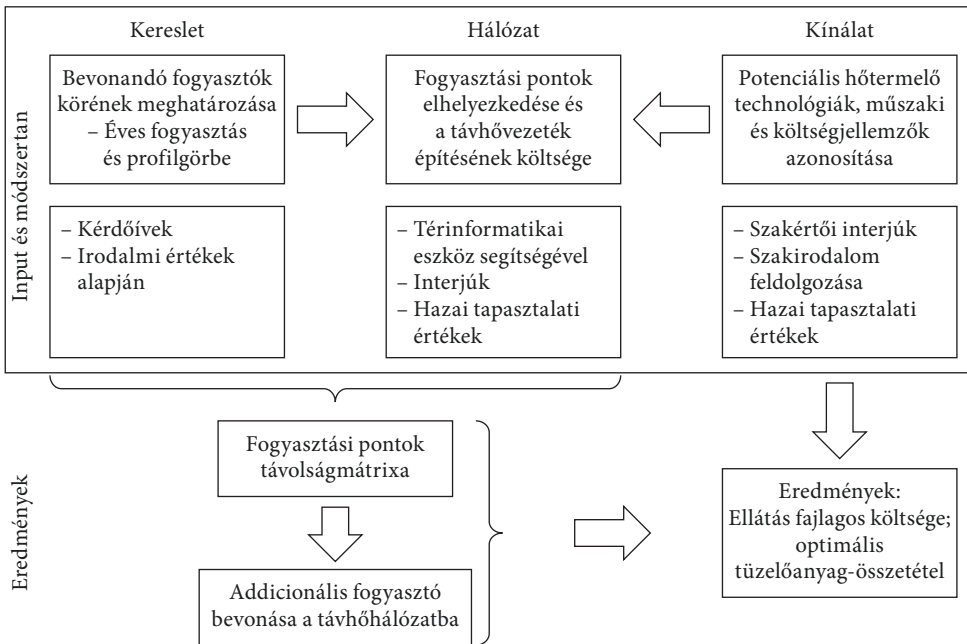 Kereslet
Hálózat
Kínálat
Input és módszertan
Bevonandó fogyasztók
körének meghatározása
– Éves fogyasztás
és profilgörbe
Fogyasztási pontok
elhelyezkedése és
a távhővezeték
építésének költsége
Potenciális hőtermelő
technológiák, műszaki
és költségjellemzők
azonosítása
– Kérdőívek
– Irodalmi értékek
alapján
– Térinformatikai
eszköz segítségével
– Interjúk
– Hazai tapasztalati
értékek
– Szakértői interjúk
– Szakirodalom
feldolgozása
– Hazai tapasztalati
értékek
Eredmények
Fogyasztási pontok
távolságmátrixa
Addicionális fogyasztó
bevonása a távhőhálózatba
Eredmények:
Ellátás fajlagos költsége;
optimális
tüzelőanyag-összetétel